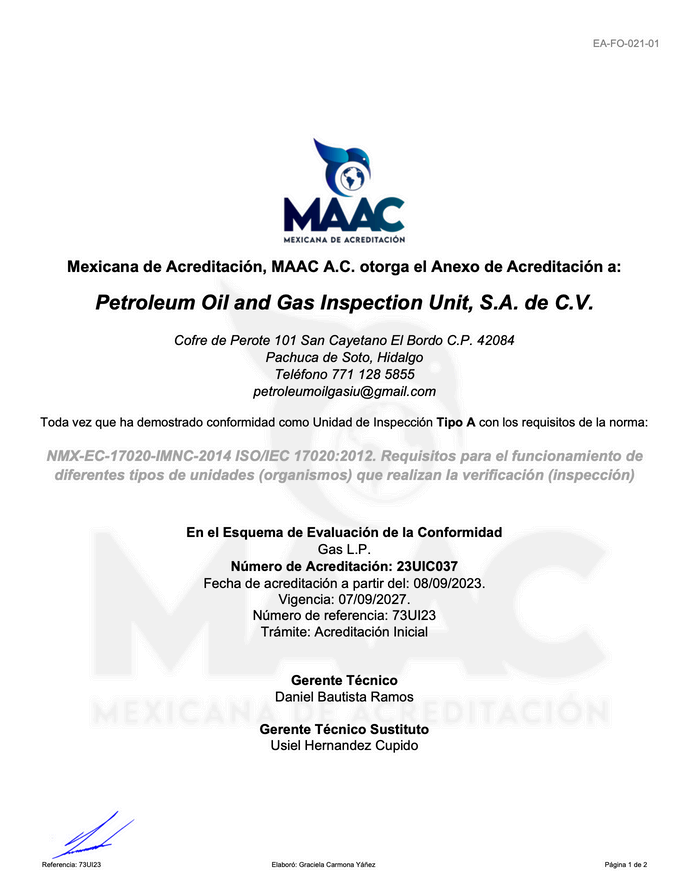 EA-FO-021-01
MAAC
MEXICANA DE ACREDITACIÓN
Mexicana de Acreditación, MAAC A.C. otorga el Anexo de Acreditación a:
Petroleum Oil and Gas Inspection Unit, S.A. de C.V.
Cofre de Perote 101 San Cayetano El Bordo C.P. 42084
Pachuca de Soto, Hidalgo
Teléfono 771 128 5855
petroleumoilgasiu@gmail.com
Toda vez que ha demostrado conformidad como Unidad de Inspección Tipo A con los requisitos de la norma:
NMX-EC-17020-IMNC-2014 ISO/IEC 17020:2012. Requisitos para el funcionamiento de
diferentes tipos de unidades (organismos) que realizan la verificación (inspección)
En el Esquema de Evaluación de la Conformidad
Gas L.P.
Número de Acreditación: 23UIC037
Fecha de acreditación a partir del: 08/09/2023.
Vigencia: 07/09/2027.
Número de referencia: 73UI23
Trámite: Acreditación Inicial
MAAC
Gerente Técnico
Daniel Bautista Ramos
MEXICANA DE ACREDITACIÓN
Gerente Técnico Sustituto
Usiel Hernandez Cupido
Referencia: 73UI23
Elaboró: Graciela Carmona Yáñez
Página 1 de 2